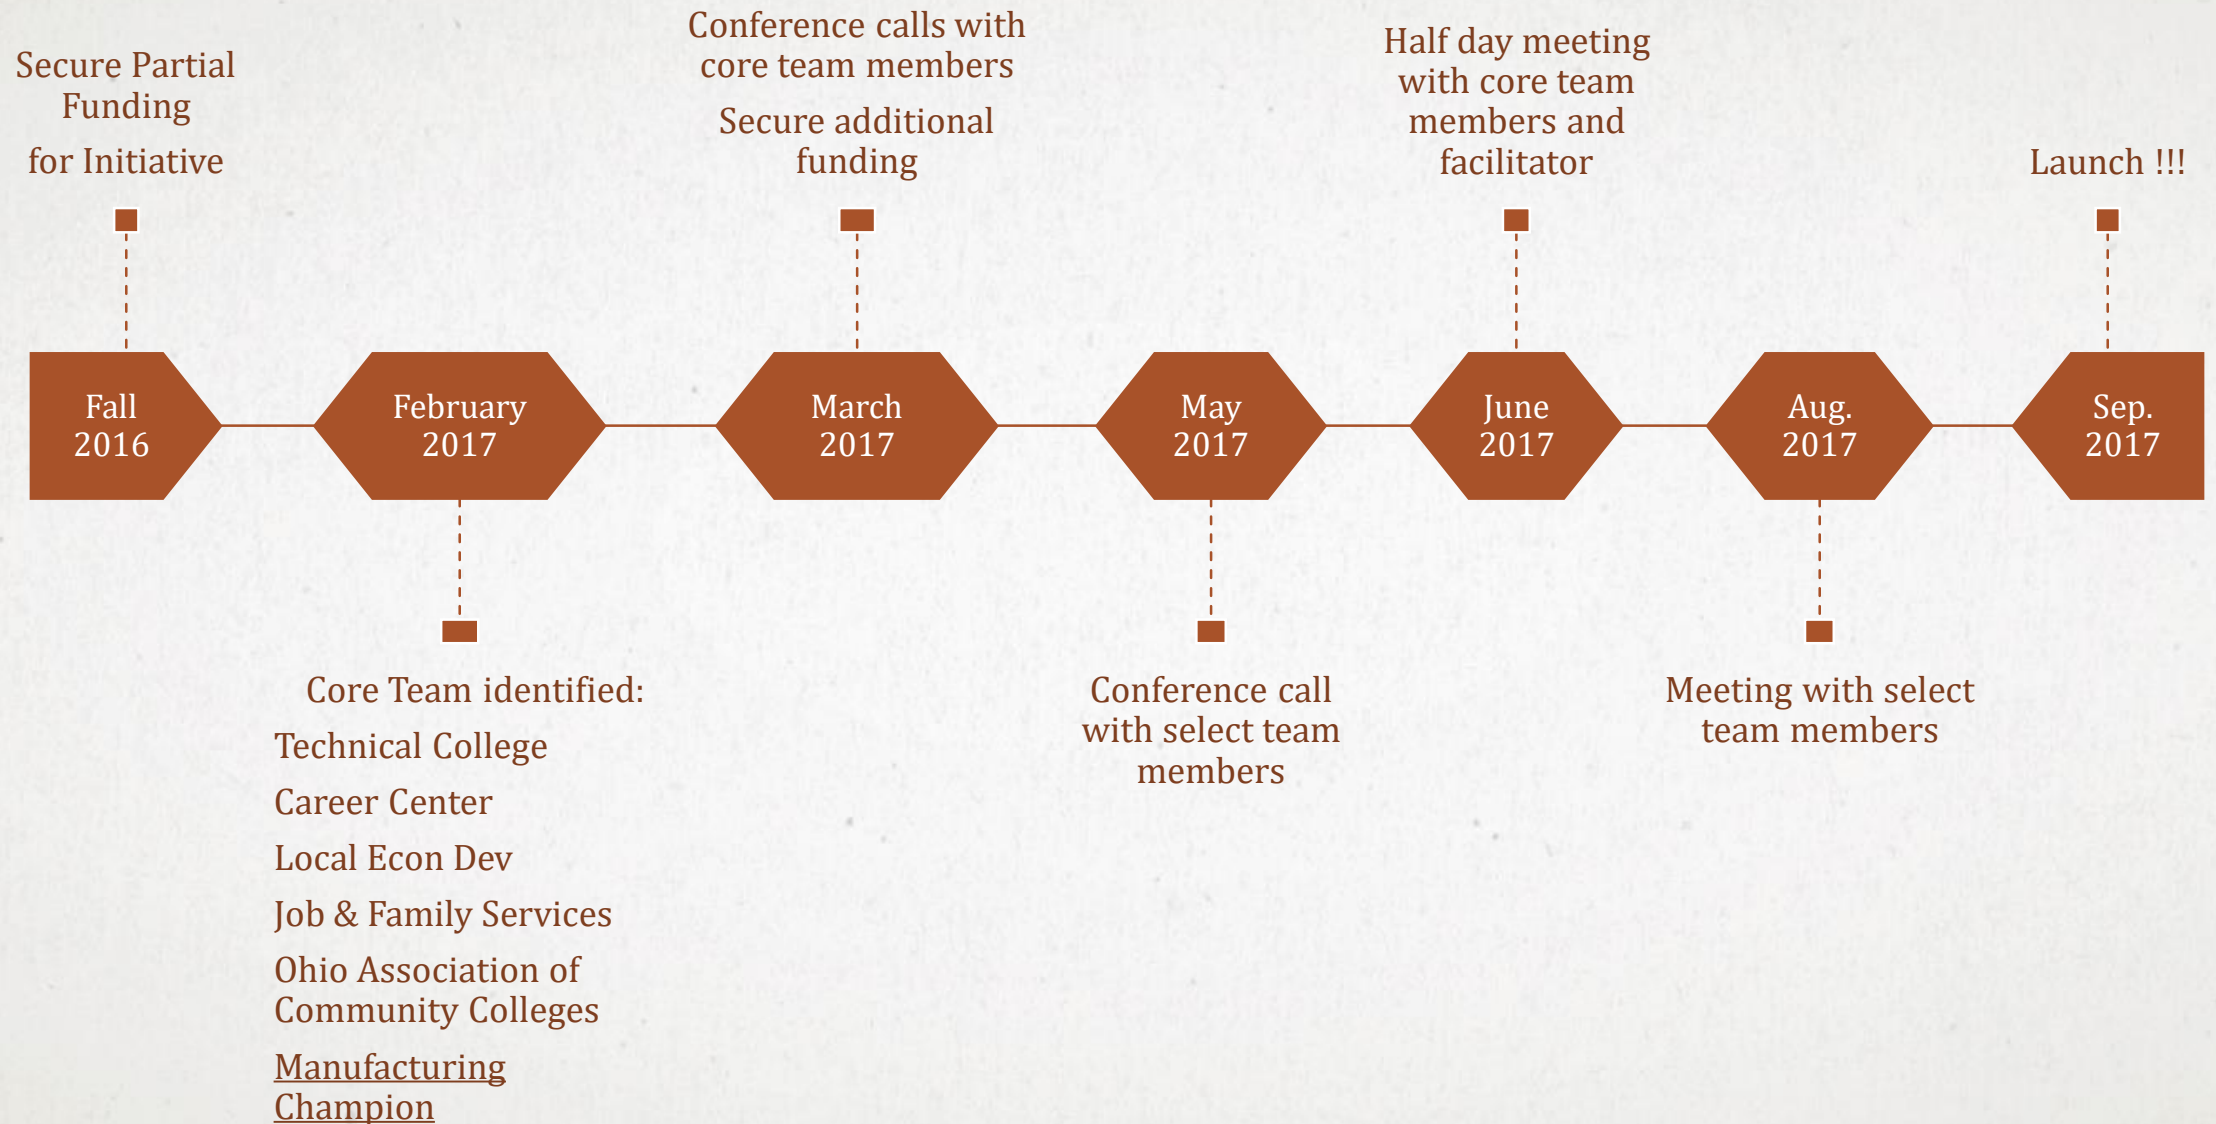 Secure Partial
Funding
for Initiative
Conference calls with
core team members
Secure additional
funding
Half day meeting
with core team
members and
facilitator
Launch !!!
Fall
2016
February
2017
March
2017
May
2017
June
2017
Aug.
2017
Sep.
2017
Core Team identified:
Technical College
Career Center
Local Econ Dev
Job & Family Services
Ohio Association of
Community Colleges
Manufacturing
Champion
Conference call
with select team
members
Meeting with select
team members